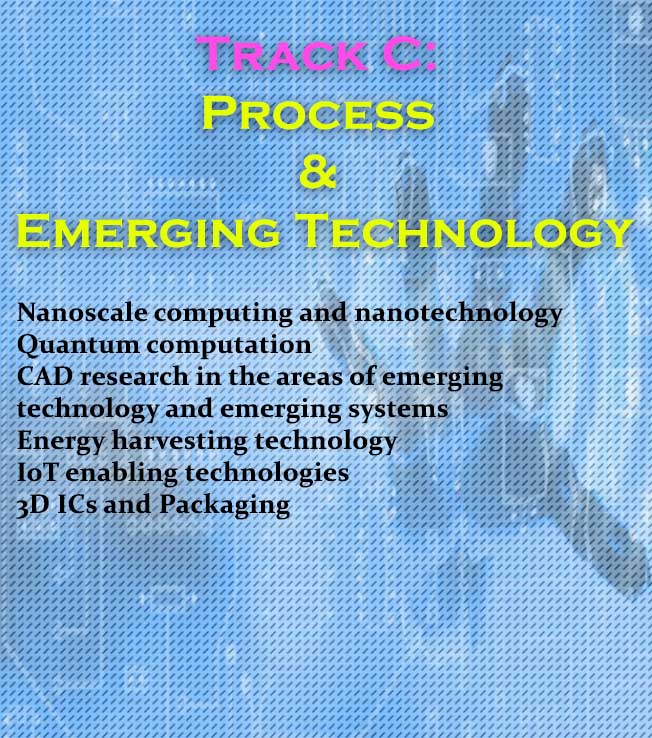 Track C:
Process
&
Emerging Technology
Nanoscale computing and nanotechnology
Quantum computation
CAD research in the areas of emerging
technology and emerging systems
Energy harvesting technology
IoT enabling technologies
3D ICs and Packaging